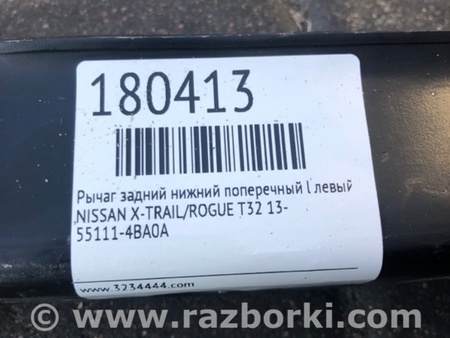 180413
Рычаг задний нижний поперечный l левый
NISSAN X-TRAIL/ROGUE T32 13-
55111-4BA0A
www.3234444.com
© www.razborki.com